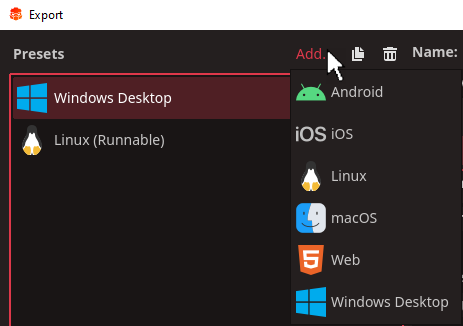 Export
Presets Add... Name:
Windows Desktop
Linux (Runnable)
Android
iOS iOS
Linux
macOS
Web
Windows Desktop